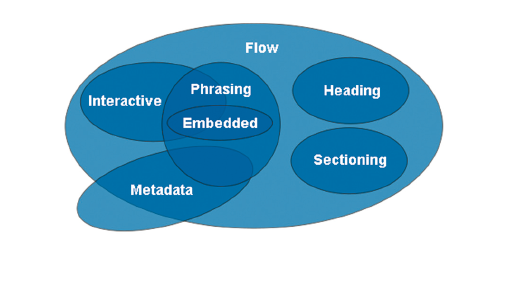 Flow
Interactive
Phrasing
Heading
Embedded
Sectioning
Metadata